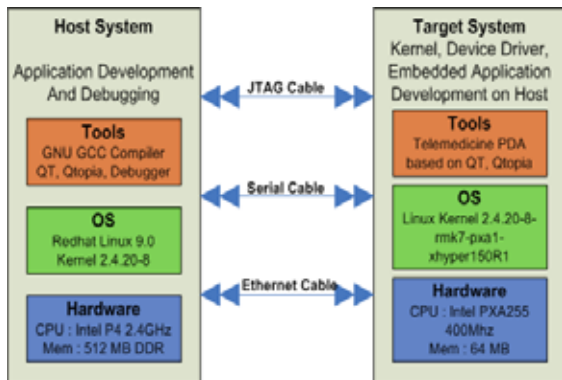 Host System
Application Development
And Debugging
Tools
GNU GCC Compiler
QT, Qtopia, Debugger
OS
Redhat Linux 9.0
Kernel 2.4.20-8
Hardware
CPU : Intel P4 2.4GHz
Mem : 512 MB DDR
JTAG Cable
Serial Cable
Ethernet Cable
Target System
Kernel, Device Driver,
Embedded Application
Development on Host
Tools
Telemedicine PDA
based on QT, Qtopia
OS
Linux Kernel 2.4.20-8-
rmk7-pxa1-
xhyper150R1
Hardware
CPU : Intel PXA255
400Mhz
Mem : 64 MB